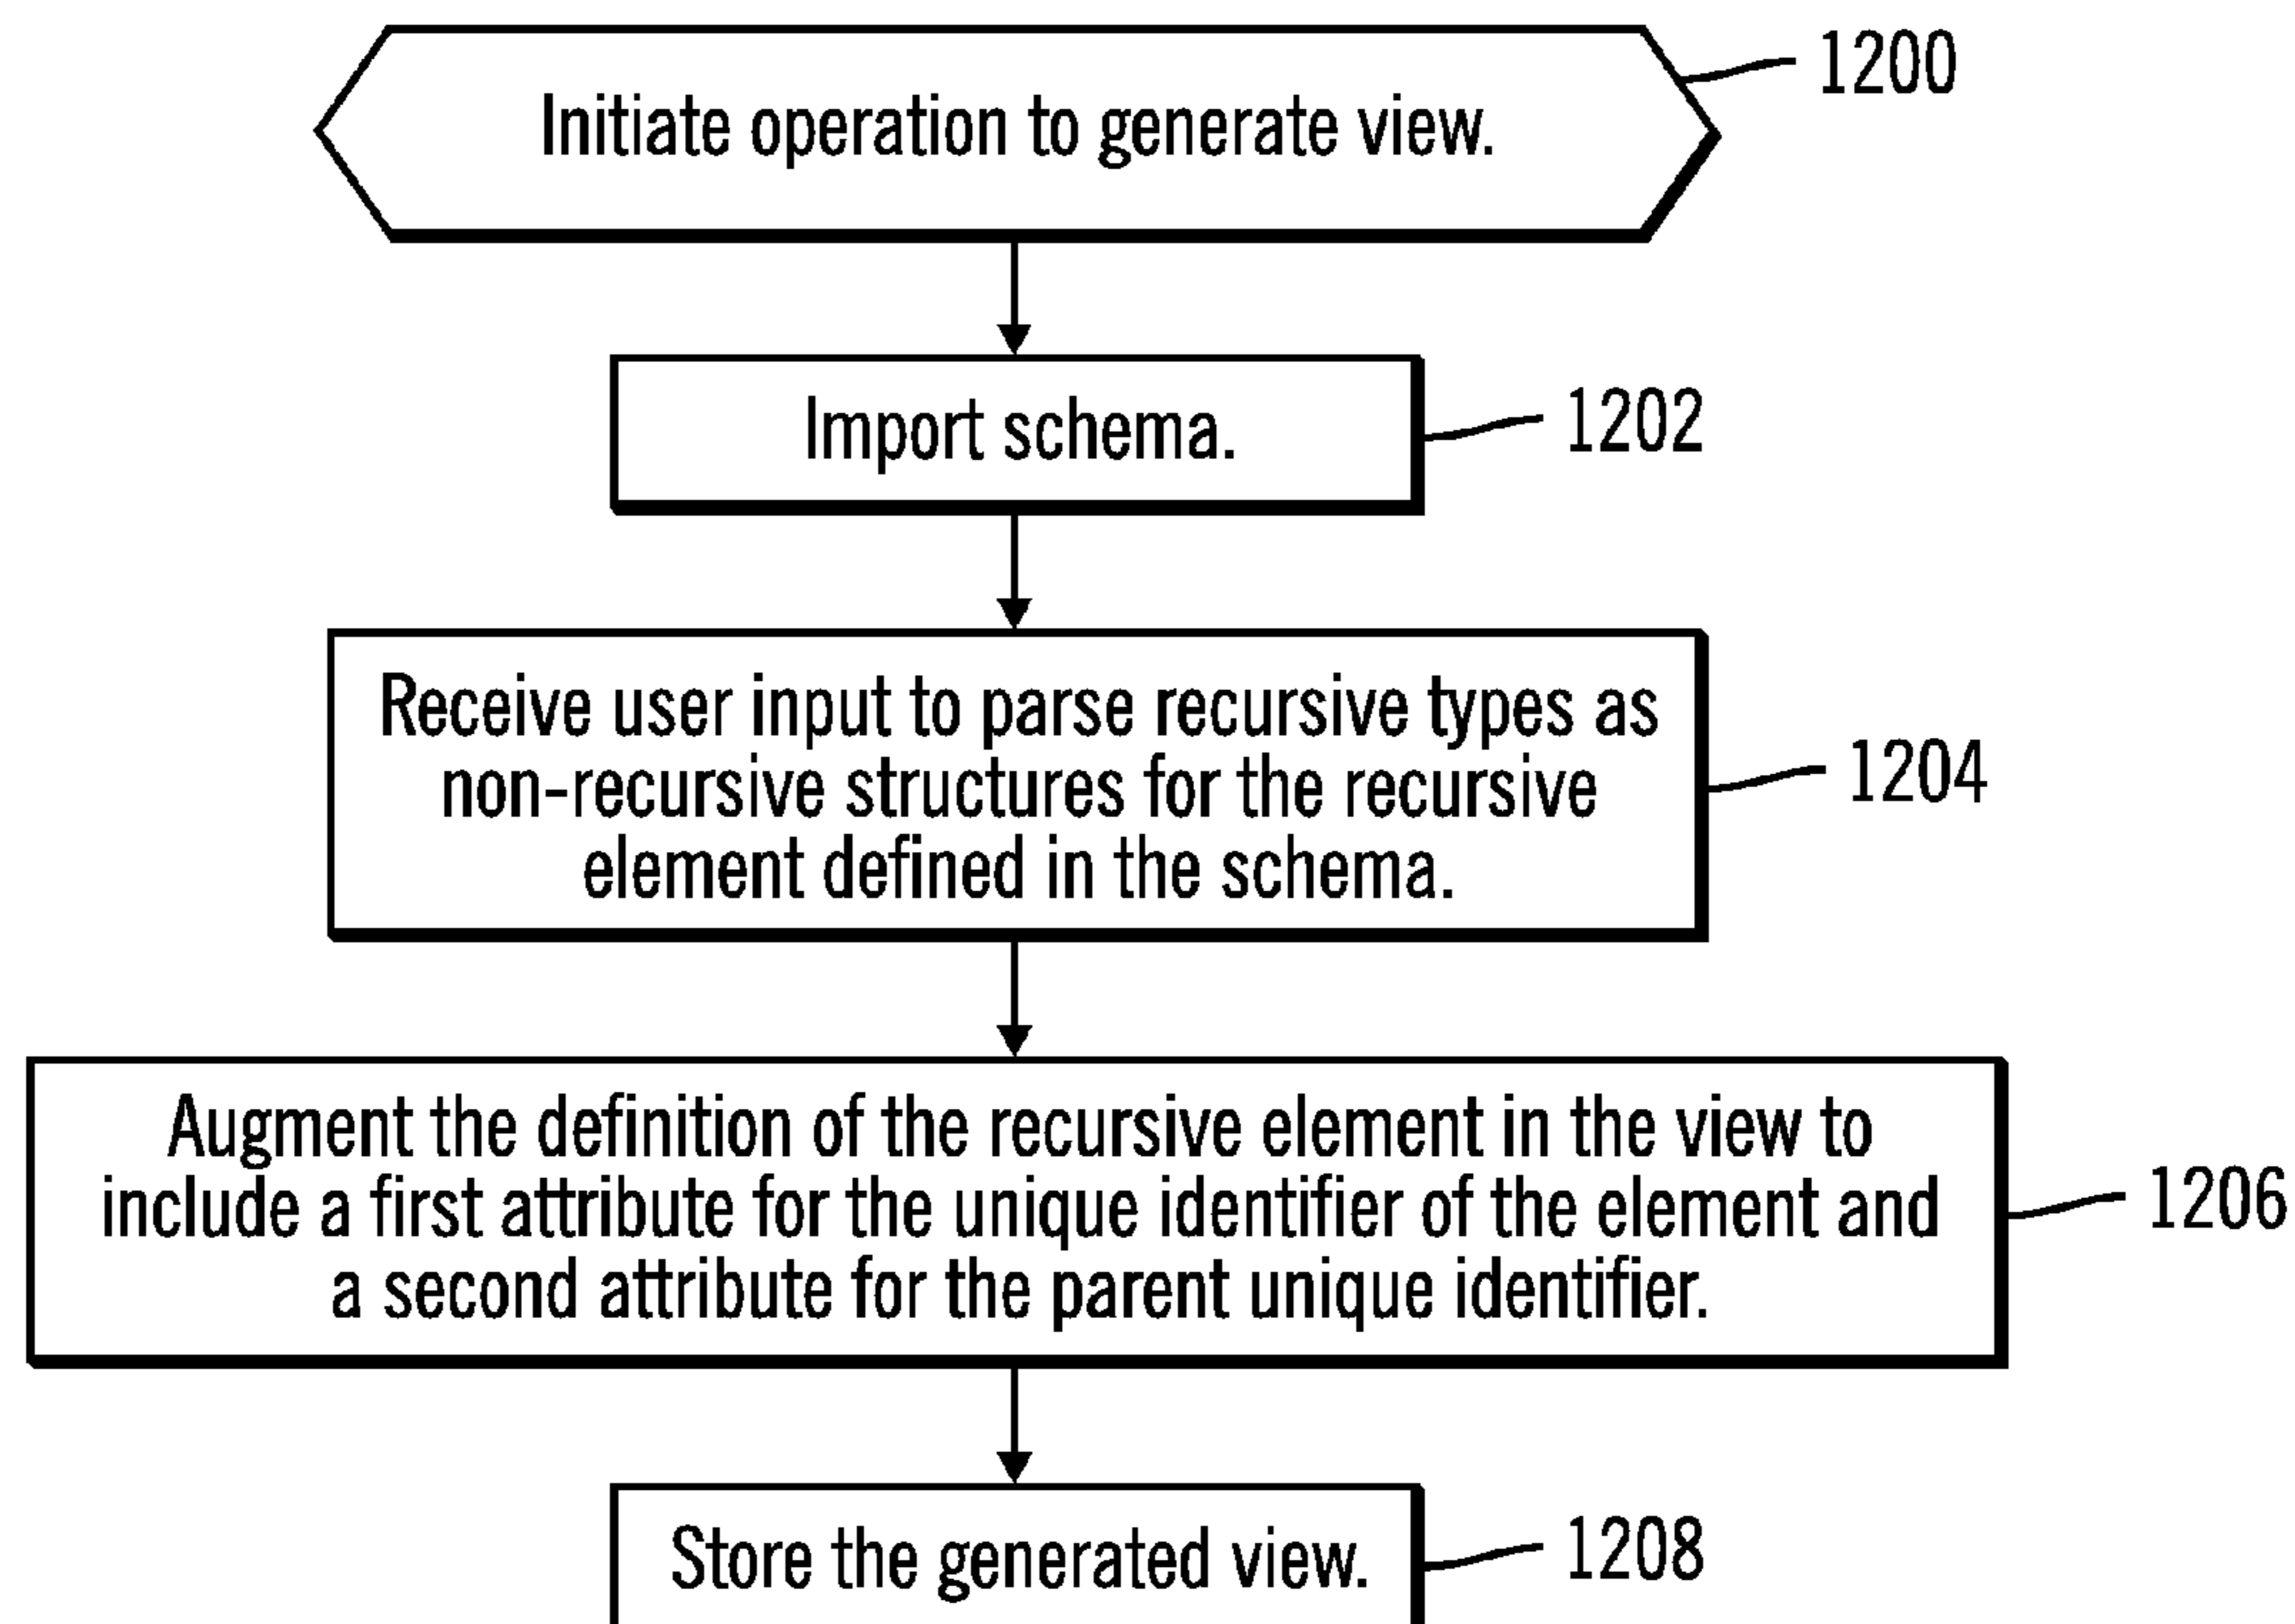 Initiate operation to generate view.
1200
Import schema.
1202
Receive user input to parse recursive types as
non-recursive structures for the recursive
element defined in the schema.
1204
Augment the definition of the recursive element in the view to
include a first attribute for the unique identifier of the element and
a second attribute for the parent unique identifier.
1206
Store the generated view.
1208